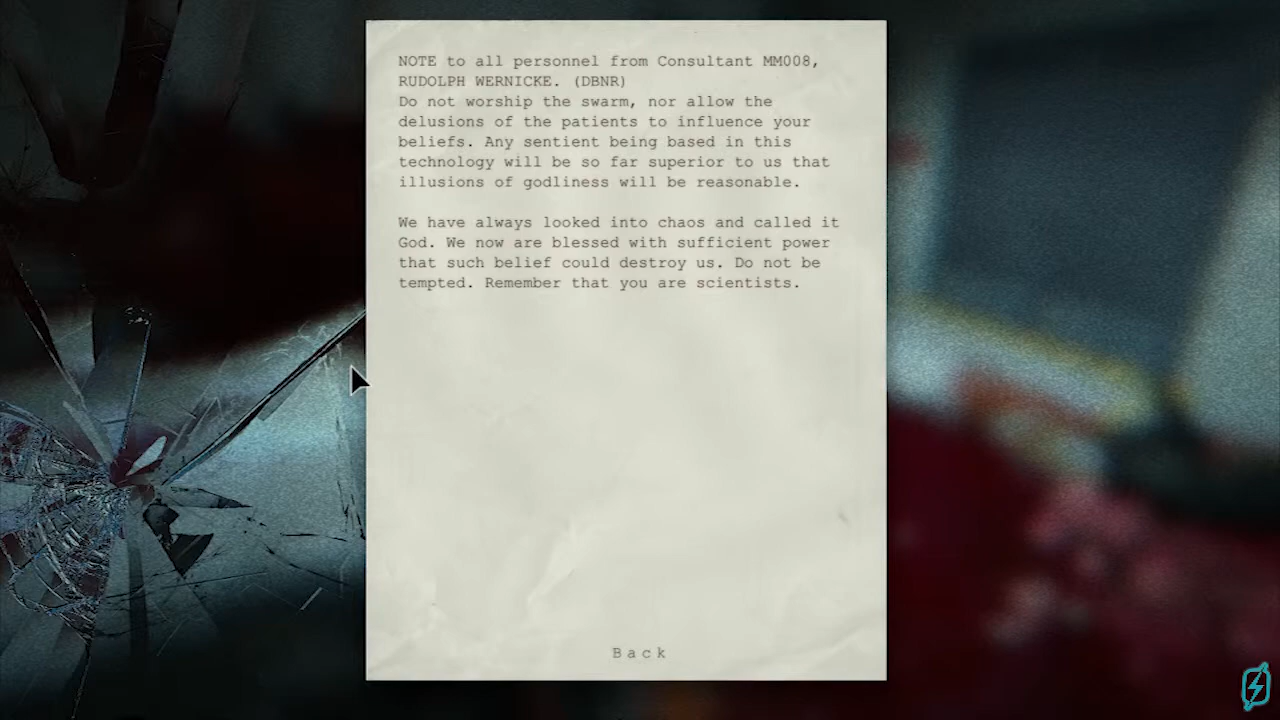 NOTE to all personnel from Consultant MM008,
RUDOLPH WERNICKE. (DBNR)
Do not worship the swarm, nor allow the
delusions of the patients to influence your
beliefs. Any sentient being based in this
technology will be so far superior to us that
illusions of godliness will be reasonable.
We have always looked into chaos and called it
God. We now are blessed with sufficient power
that such belief could destroy us. Do not be
tempted. Remember that you are scientists.
Back